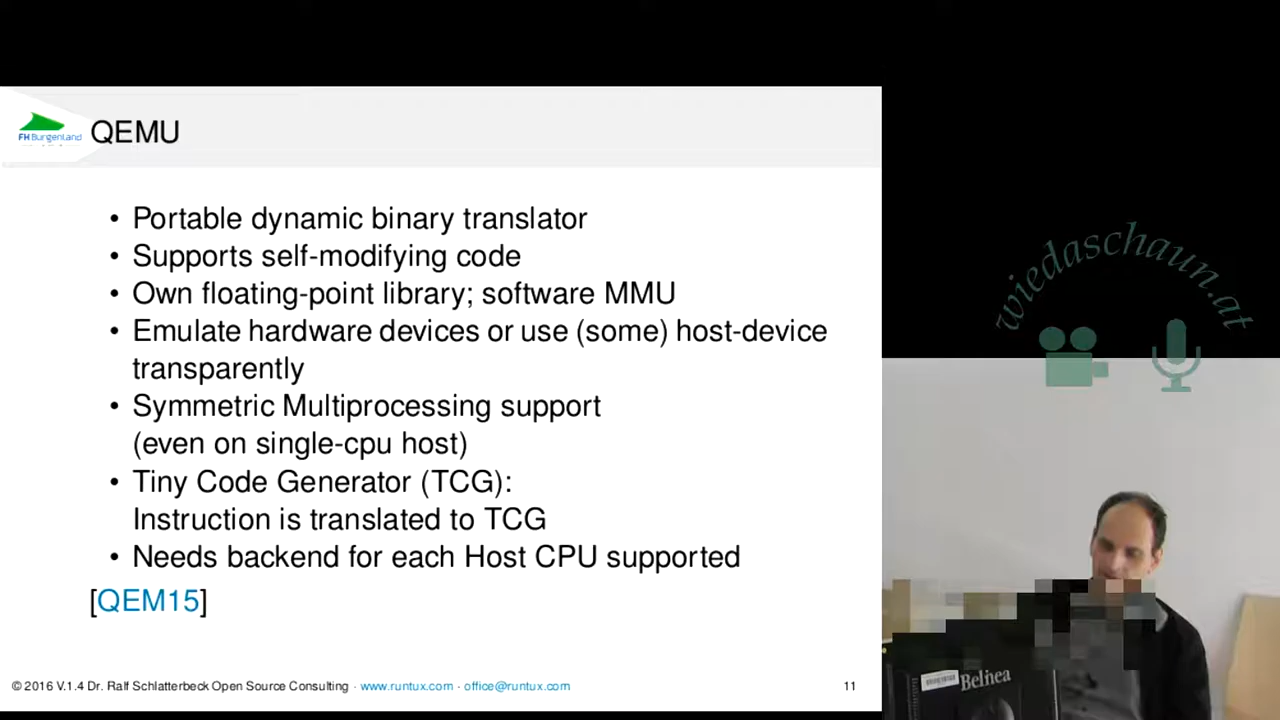 FH Burgenland
QEMU
• Portable dynamic binary translator
• Supports self-modifying code
• Own floating-point library; software MMU
• Emulate hardware devices or use (some) host-device
transparently
• Symmetric Multiprocessing support
(even on single-cpu host)
• Tiny Code Generator (TCG):
Instruction is translated to TCG
• Needs backend for each Host CPU supported
[QEM15]
© 2016 V.1.4 Dr. Ralf Schlatterbeck Open Source Consulting · www.runtux.com · office@runtux.com
11
wiedaschaun.at
Belinea